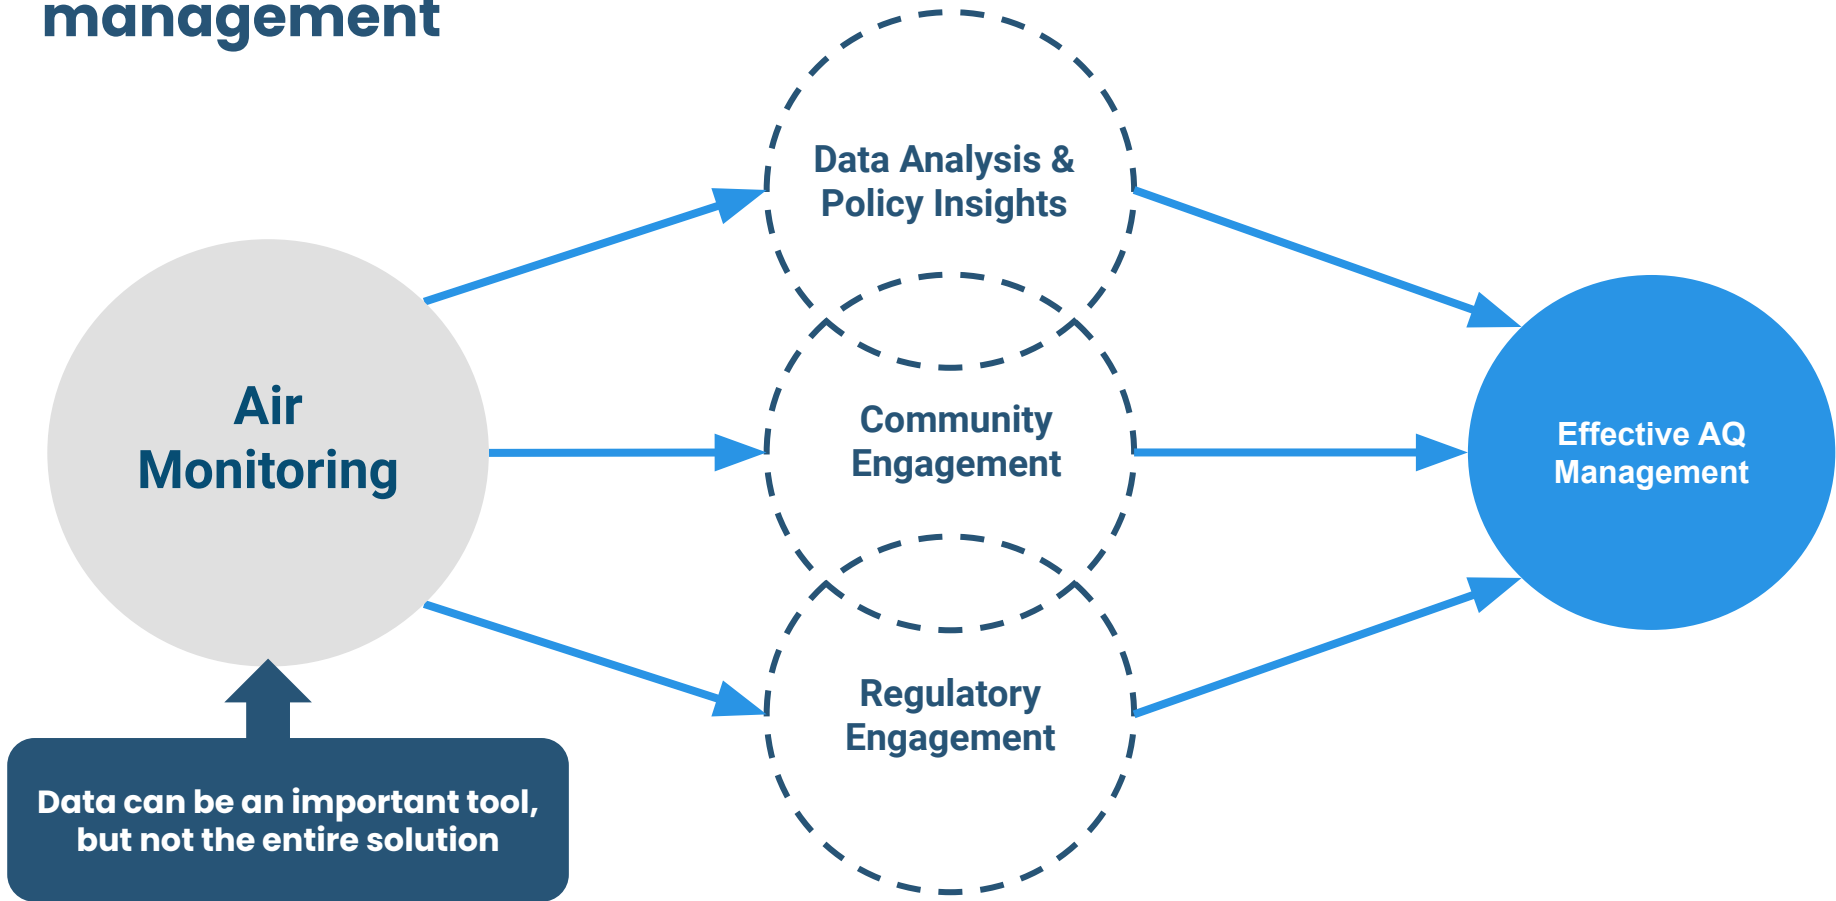 management
Data Analysis &
Policy Insights
Air
Monitoring
Community
Engagement
Effective AQ
Management
Regulatory
Engagement
Data can be an important tool,
but not the entire solution